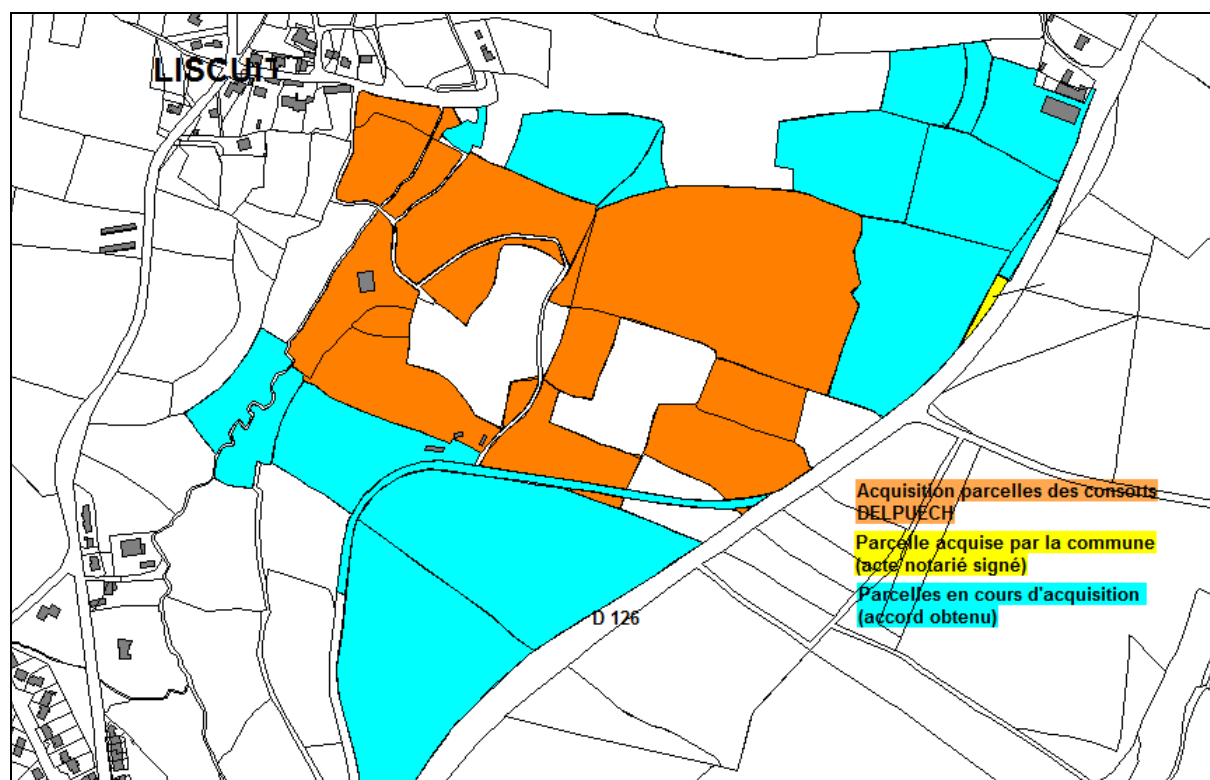 LISCUIT
Acquisition parcelles des consorts
DELPUECH
Parcelle acquise par la commune
(acte notarié signé)
Parcelles en cours d'acquisition
(accord obtenu)
D 126